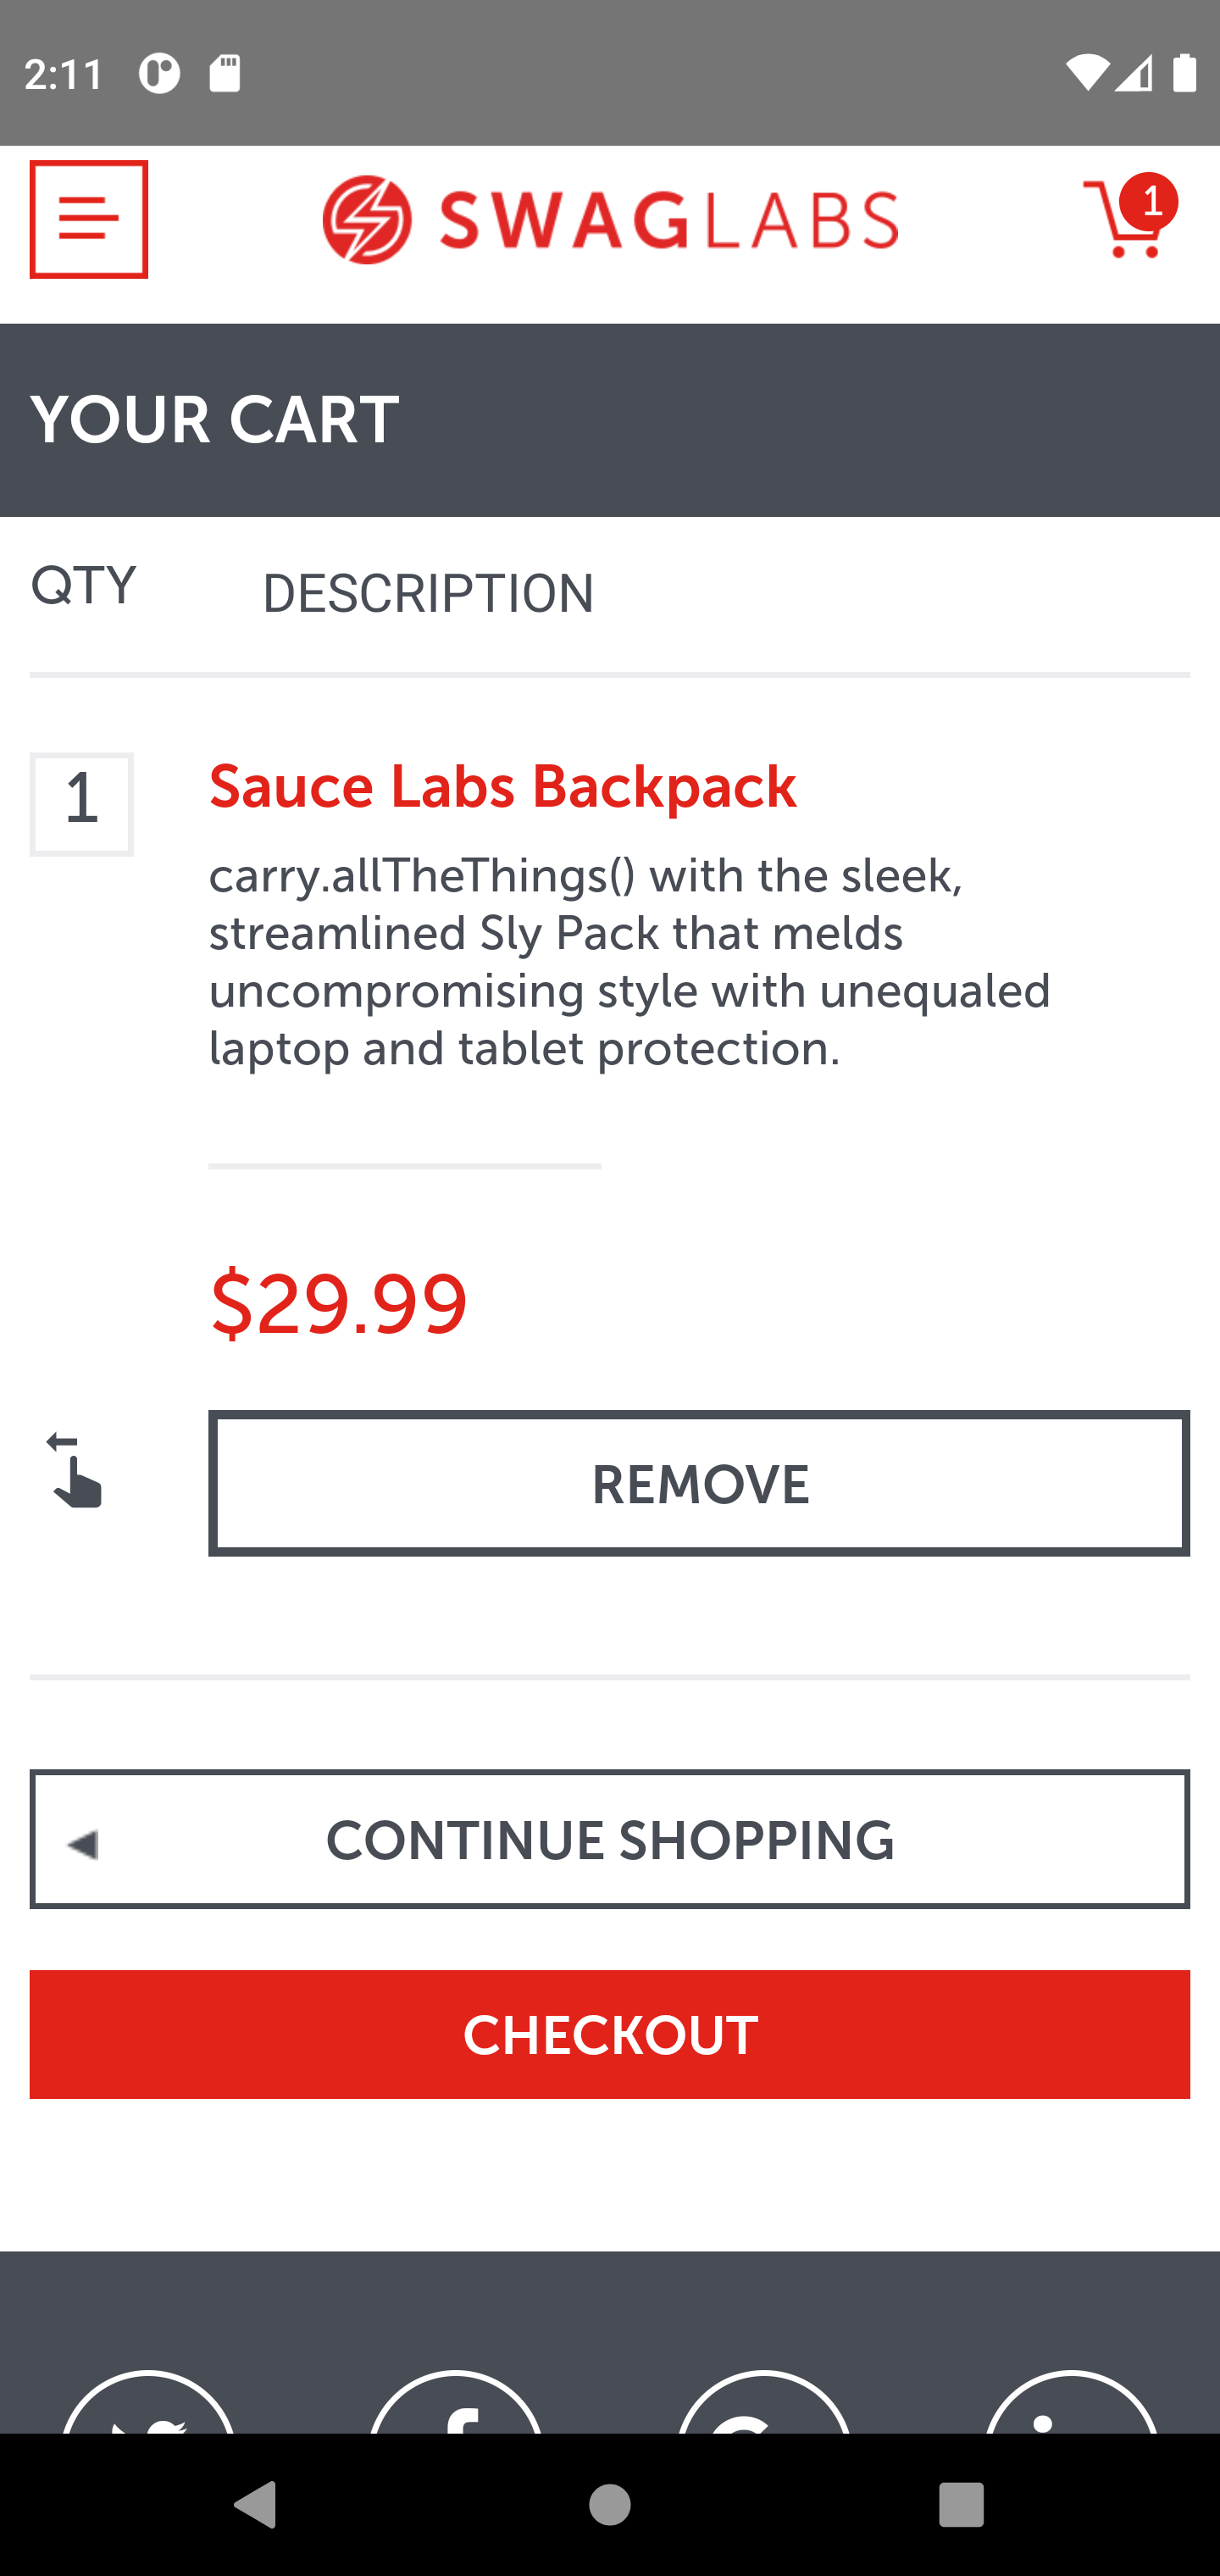 2:11
SWAGLABS
1
YOUR CART
QTY
DESCRIPTION
1
Sauce Labs Backpack
carry.allTheThings() with the sleek,
streamlined Sly Pack that melds
uncompromising style with unequaled
laptop and tablet protection.
$29.99
REMOVE
CONTINUE SHOPPING
CHECKOUT